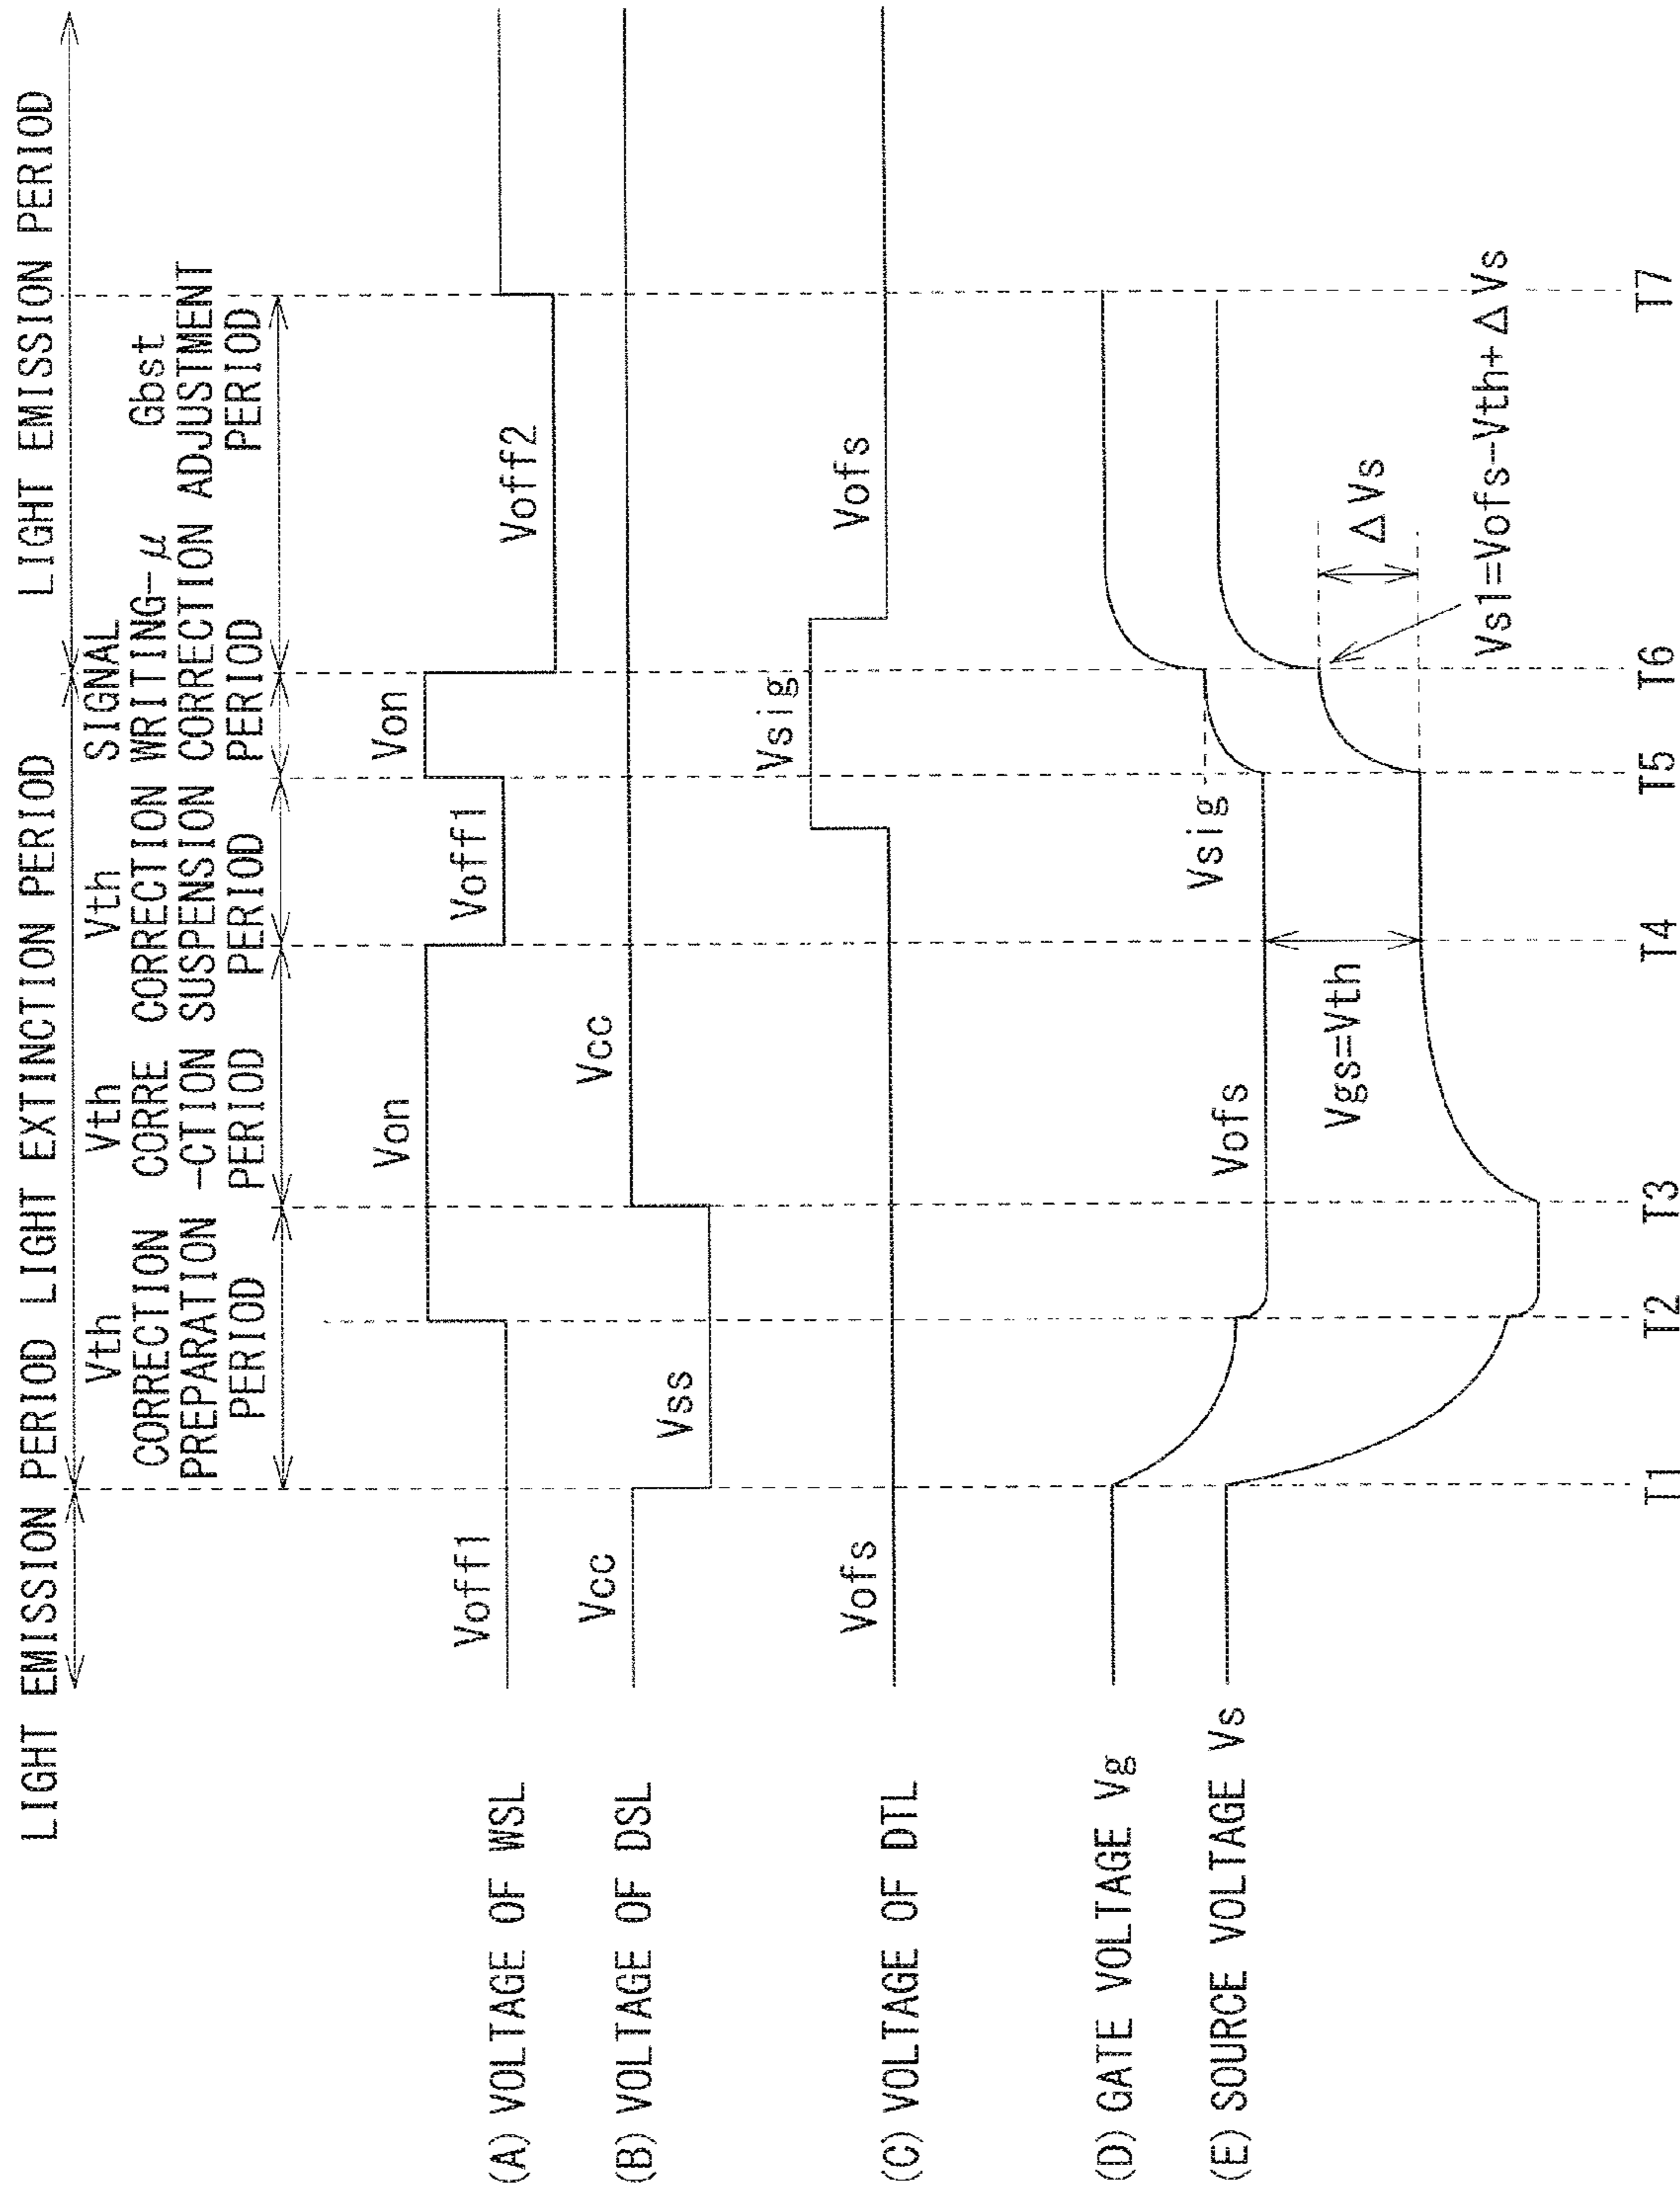 LIGHT EMISSION PERIOD LIGHT EXTINCTION PERIOD LIGHT EMISSION PERIOD
Vth
CORRECTION
PREPARATION
PERIOD
Vth
CORRE
-CTION
PERIOD
Vth
CORRECTION
SUSPENSION
PERIOD
SIGNAL
WRITING-μ
CORRECTION
PERIOD
Gbst
ADJUSTMENT
PERIOD
(A) VOLTAGE OF WSL
Voff1
Von
Voff1
Von
Voff2
(B) VOLTAGE OF DSL
Vcc
Vss
Vcc
(C) VOLTAGE OF DTL
Vofs
Vsig
Vofs
(D) GATE VOLTAGE Vg
Vofs
Vsig
(E) SOURCE VOLTAGE Vs
Vgs=Vth
ΔVs
Vs1=Vofs-Vth+ΔVs
T1
T2
T3
T4
T5
T6
T7